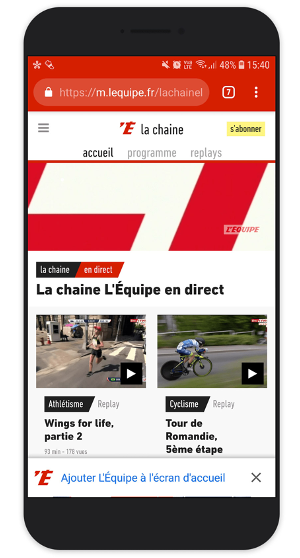 48% 15:40
https://m.lequipe.fr/lachainel
7
'E la chaine
s'abonner
accueil programme replays
L'ÉQUIPE
la chaine en direct
La chaine L'Équipe en direct
Athlétisme Replay
Wings for life,
partie 2
93 min - 178 vues
Cyclisme Replay
Tour de
Romandie,
5ème étape
'E Ajouter L'Équipe à l'écran d'accueil